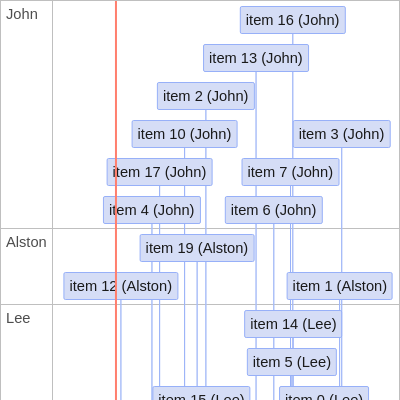 John
item 16 (John)
item 13 (John)
item 2 (John)
item 10 (John)
item 3 (John)
item 17 (John)
item 7 (John)
item 4 (John)
item 6 (John)
Alston
item 19 (Alston)
item 12 (Alston)
item 1 (Alston)
Lee
item 14 (Lee)
item 5 (Lee)
item 15 (Lee)
item 0 (Lee)